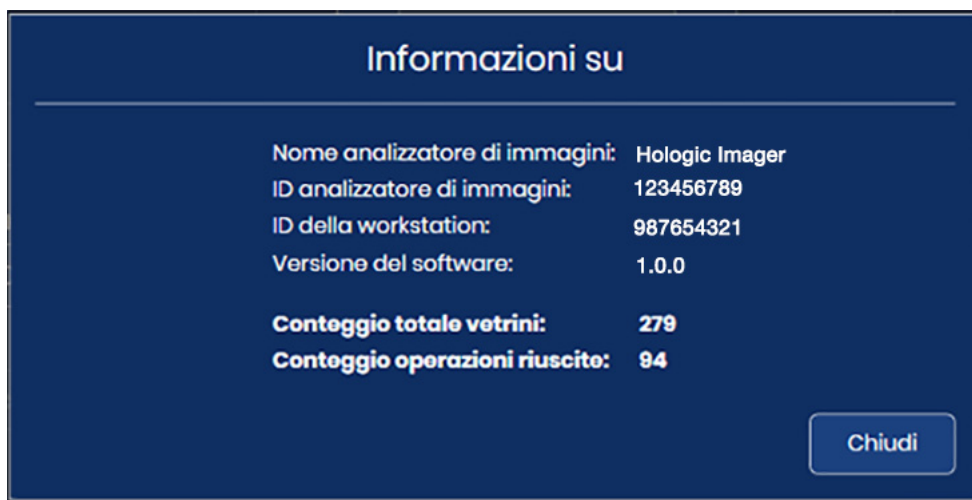 Informazioni su
Nome analizzatore di immagini: Hologic Imager
ID analizzatore di immagini: 123456789
ID della workstation: 987654321
Versione del software: 1.0.0
Conteggio totale vetrini: 279
Conteggio operazioni riuscite: 94
Chiudi